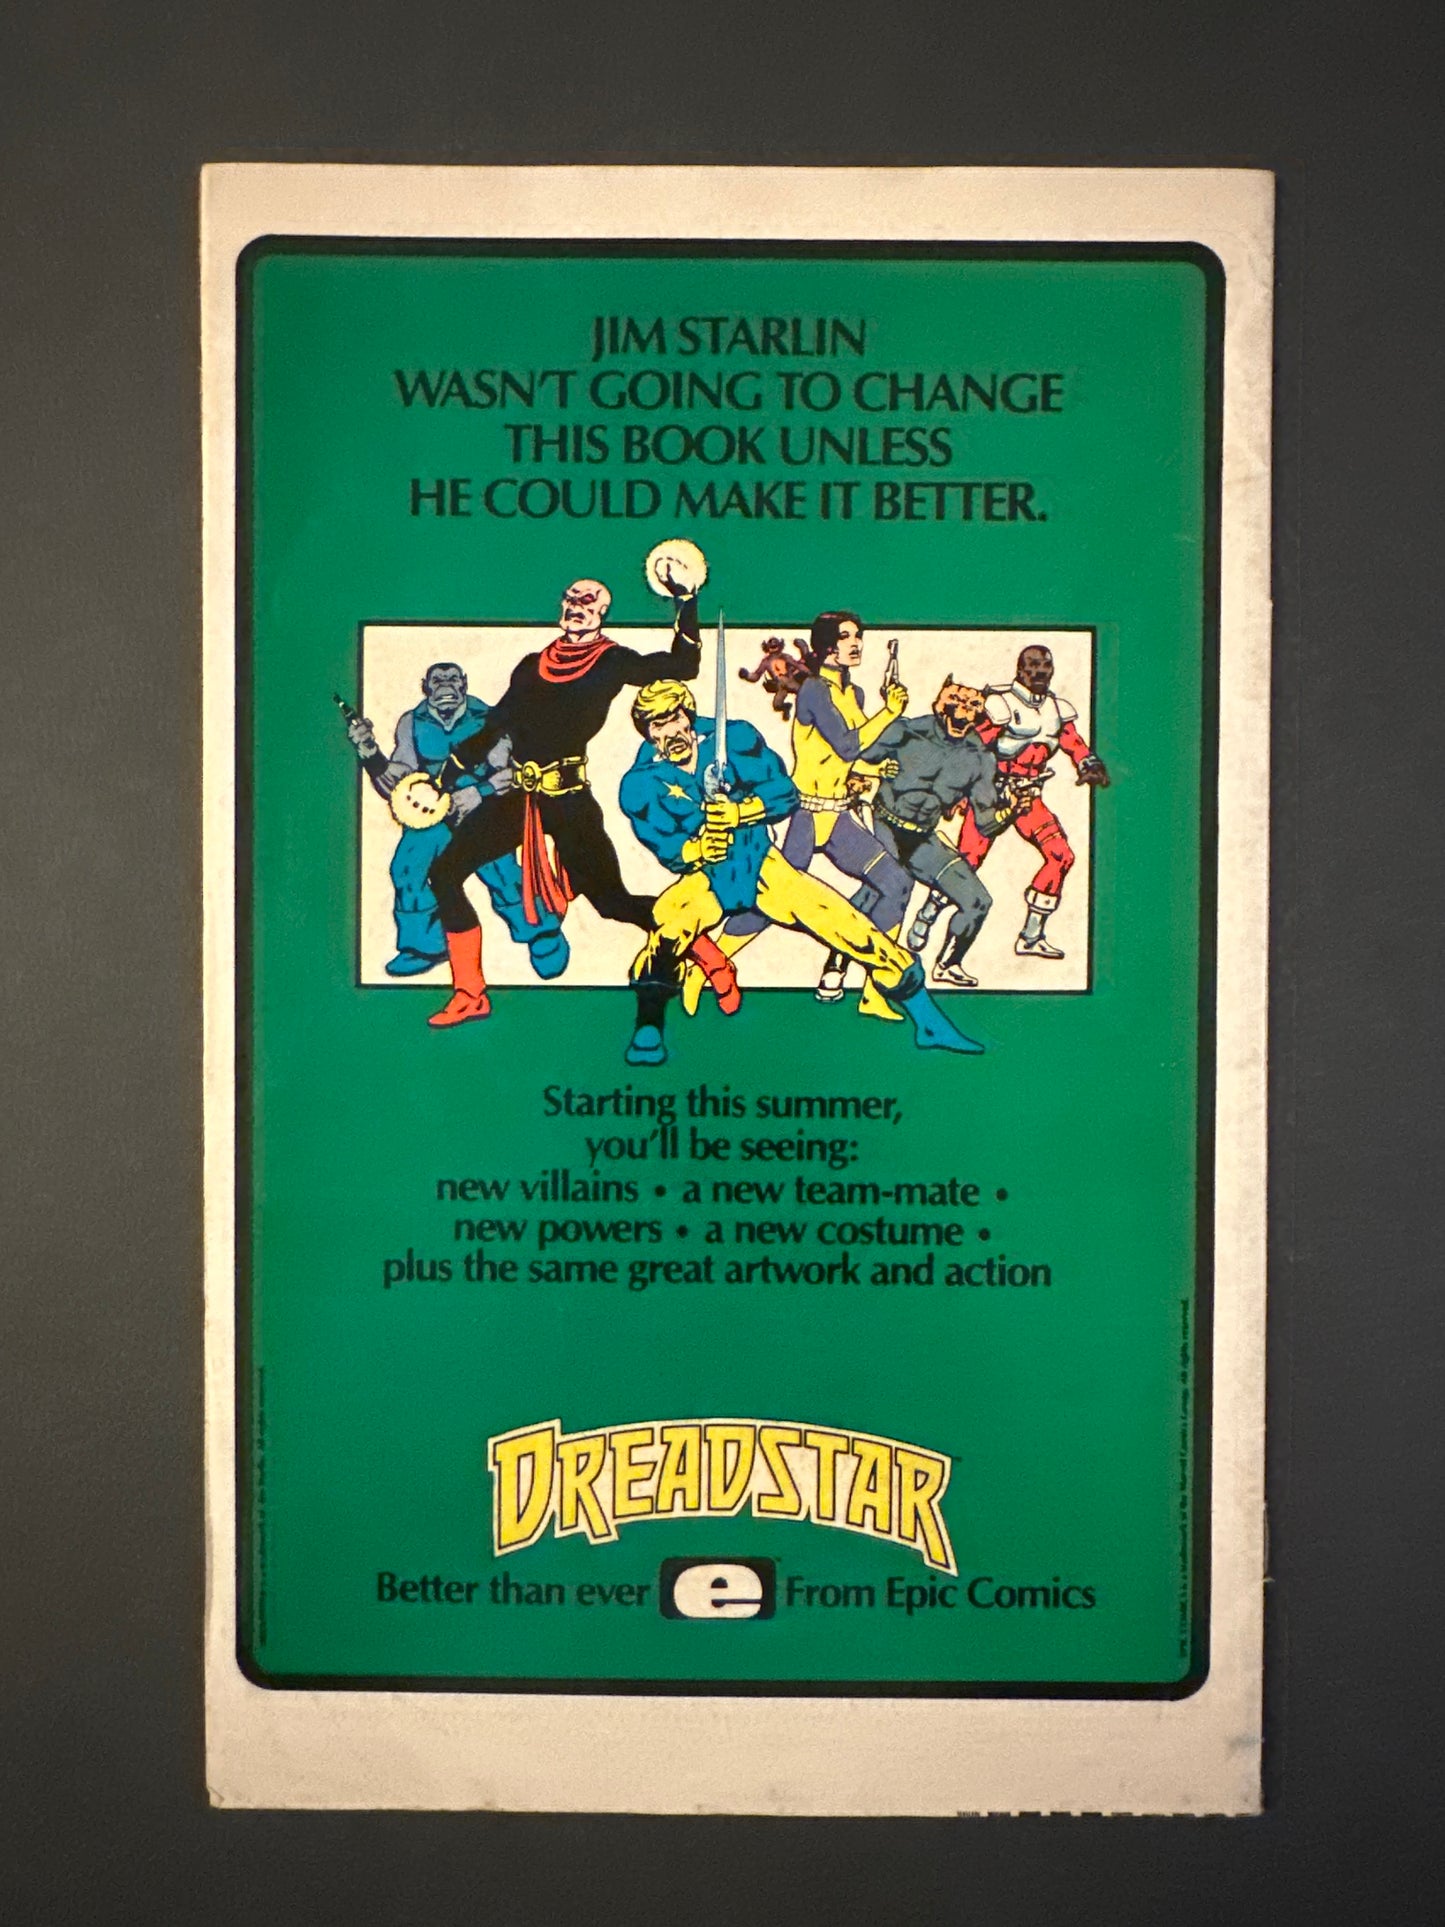 JIM STARLIN
WASN'T GOING TO CHANGE
THIS BOOK UNLESS
HE COULD MAKE IT BETTER.
Starting this summer,
you'll be seeing:
new villains • a new team-mate •
new powers • a new costume •
plus the same great artwork and action
DREADSTAR
Better than ever e From Epic Comics